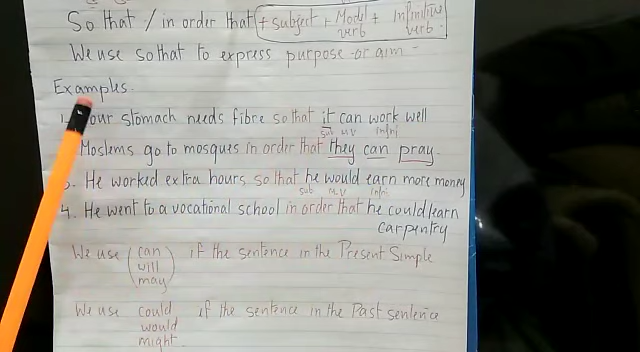 So that / in order that + subject + Model verb + infinitive verb.
We use so that to express purpose or aim -
Examples.
1. Your stomach needs fibre so that it can work well
sub m.v infini
Moslems go to mosques in order that they can pray.
3. He worked extra hours so that he would earn more money
sub m.v infin.
4. He went to a vocational school in order that he could learn
carpentry
We use (can will may) if the sentence in the Present Simple
We use could would might if the sentence in the Past sentence